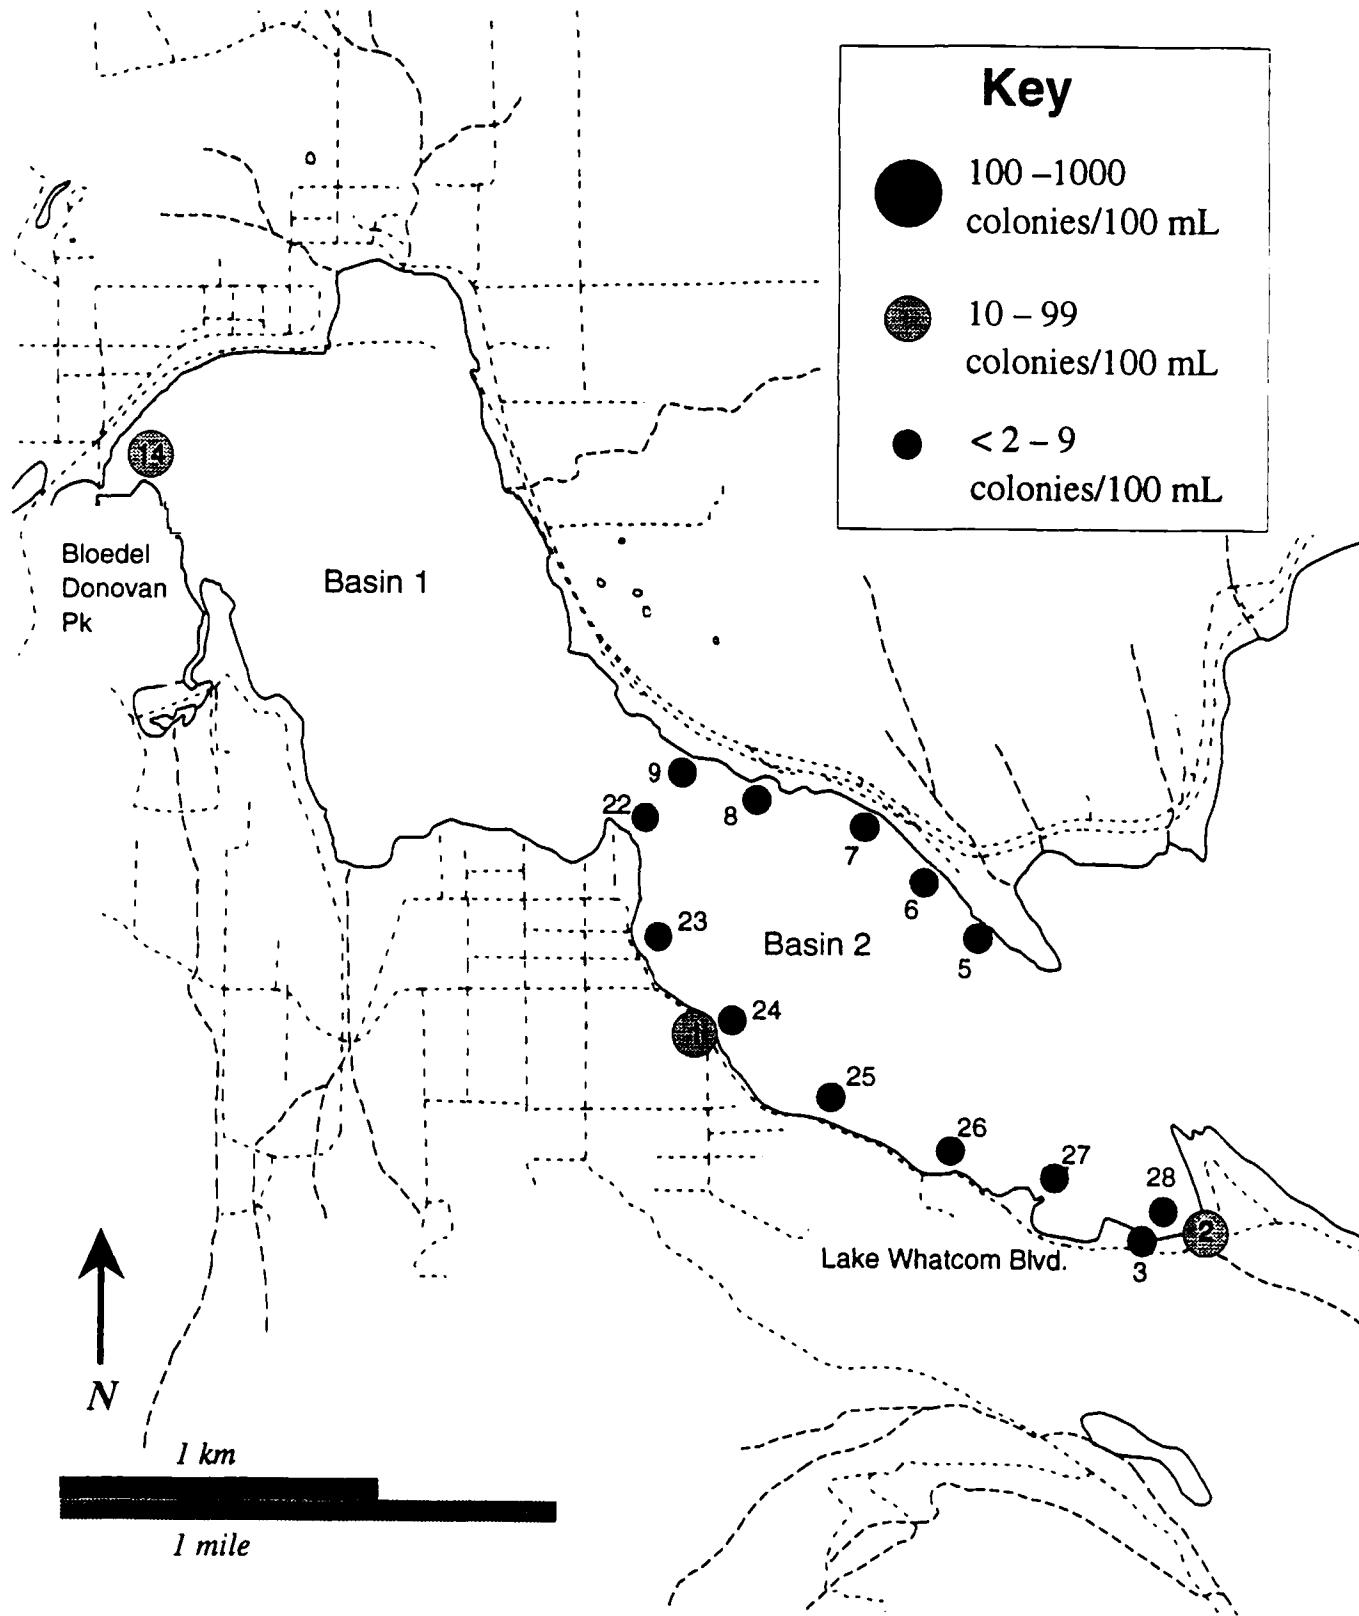 Key
100 –1000
colonies/100 mL
10 – 99
colonies/100 mL
< 2 – 9
colonies/100 mL
14
Bloedel
Donovan
Pk
Basin 1
9
22
8
7
6
23
Basin 2
5
24
1
25
26
27
28
2
Lake Whatcom Blvd.
3
N
1 km
1 mile